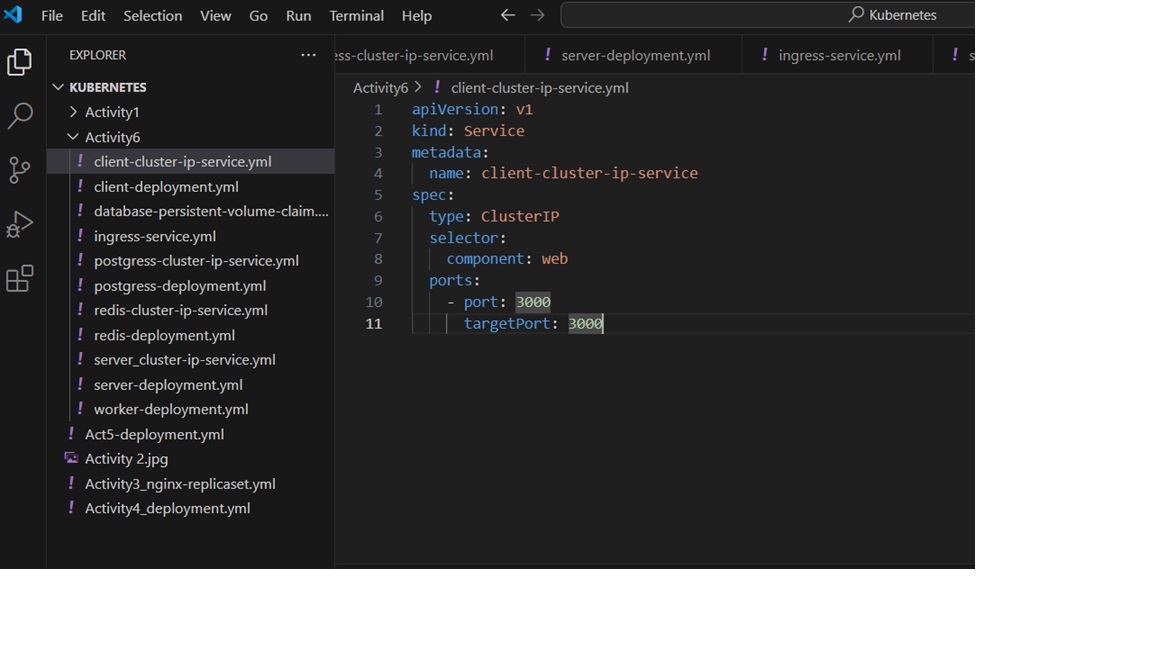 File Edit Selection View Go Run Terminal Help Kubernetes
EXPLORER
KUBERNETES
Activity1
Activity6
client-cluster-ip-service.yml
client-deployment.yml
database-persistent-volume-claim....
ingress-service.yml
postgress-cluster-ip-service.yml
postgress-deployment.yml
redis-cluster-ip-service.yml
redis-deployment.yml
server_cluster-ip-service.yml
server-deployment.yml
worker-deployment.yml
Act5-deployment.yml
Activity 2.jpg
Activity3_nginx-replicaset.yml
Activity4_deployment.yml
ess-cluster-ip-service.yml ! server-deployment.yml ! ingress-service.yml ! s
Activity6 > ! client-cluster-ip-service.yml
1 apiVersion: v1
2 kind: Service
3 metadata:
4 name: client-cluster-ip-service
5 spec:
6 type: ClusterIP
7 selector:
8 component: web
9 ports:
10 - port: 3000
11 targetPort: 3000